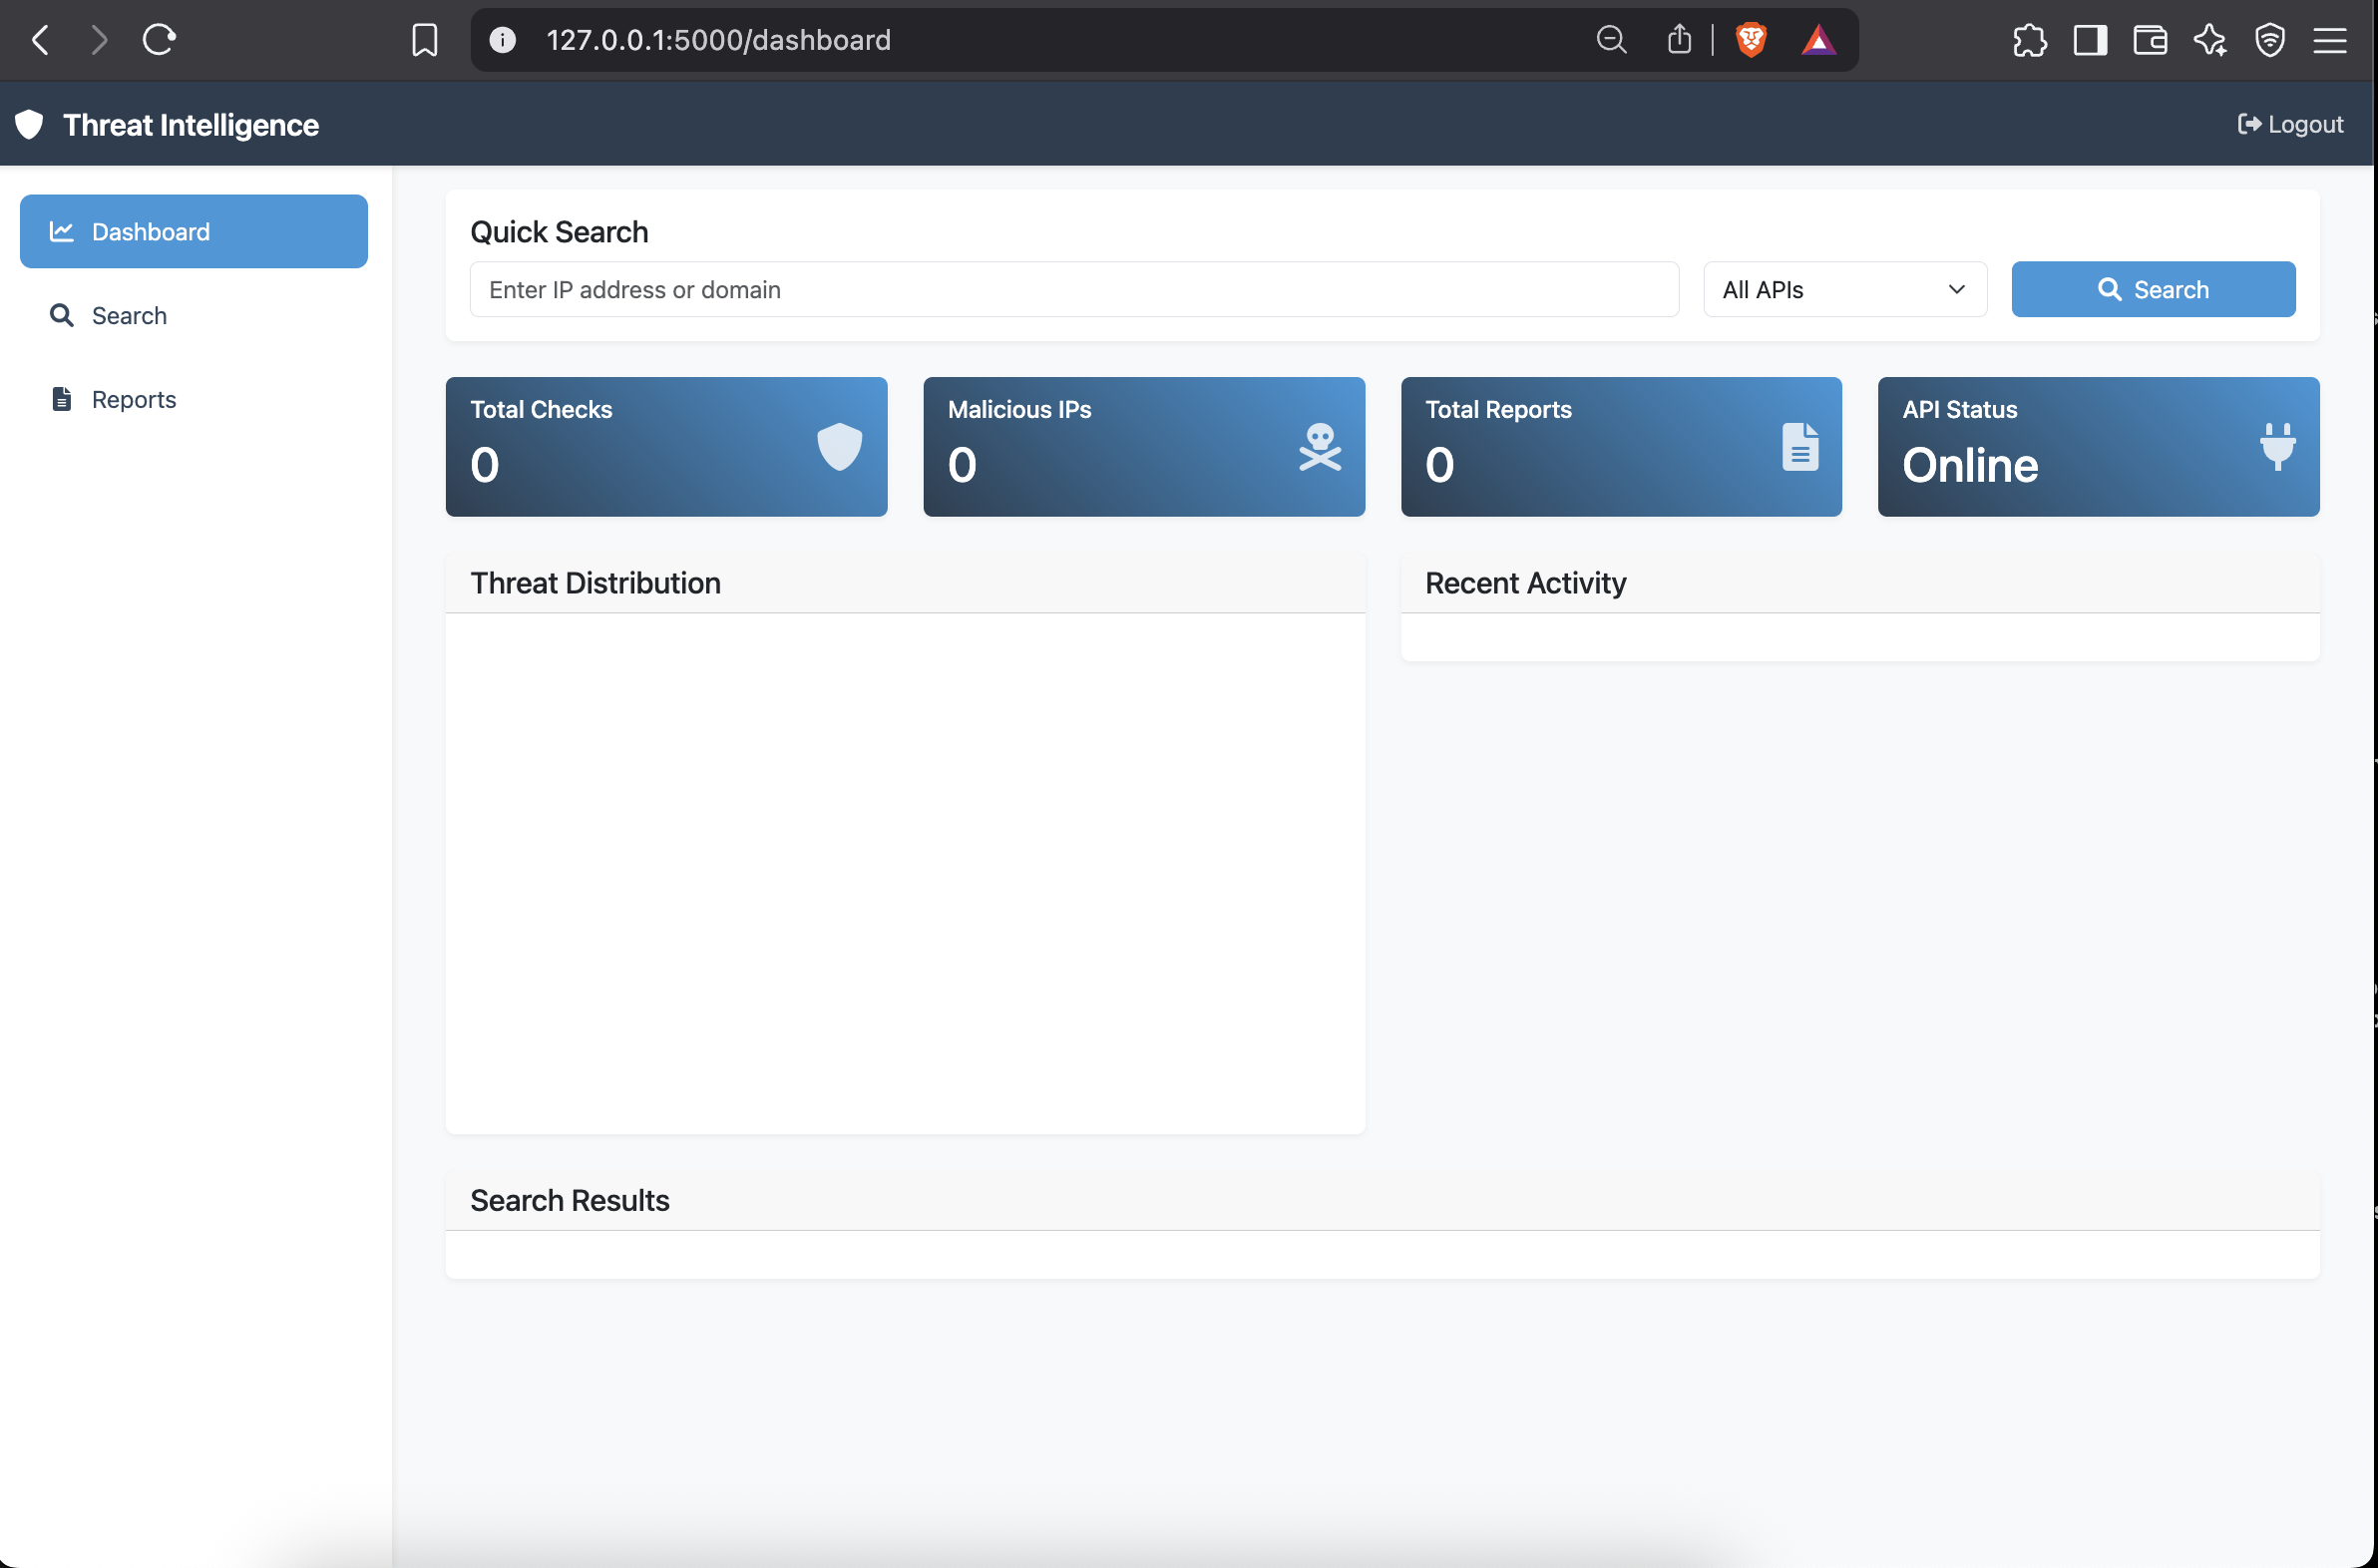 127.0.0.1:5000/dashboard
Threat Intelligence
Logout
Dashboard
Search
Reports
Quick Search
Enter IP address or domain
All APIs
Search
Total Checks
0
Malicious IPs
0
Total Reports
0
API Status
Online
Threat Distribution
Recent Activity
Search Results